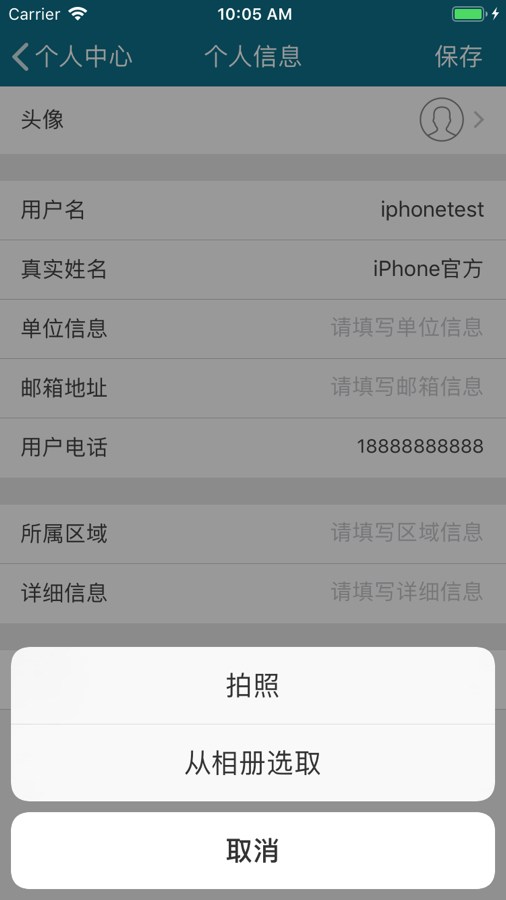 Carrier 10:05 AM
个人中心 个人信息 保存
头像
用户名 iphonetest
真实姓名 iPhone官方
单位信息 请填写单位信息
邮箱地址 请填写邮箱信息
用户电话 18888888888
所属区域 请填写区域信息
详细信息 请填写详细信息
拍照
从相册选取
取消